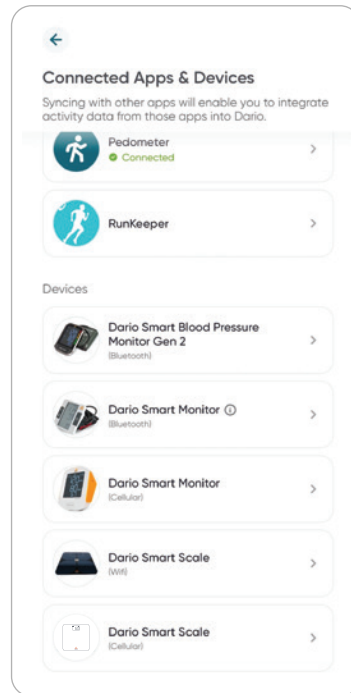 Connected Apps & Devices
Syncing with other apps will enable you to integrate
activity data from those apps into Dario.
Pedometer
Connected
RunKeeper
Devices
Dario Smart Blood Pressure
Monitor Gen 2
(Bluetooth)
Dario Smart Monitor
(Bluetooth)
Dario Smart Monitor
(Cellular)
Dario Smart Scale
(Wifi)
Dario Smart Scale
(Cellular)